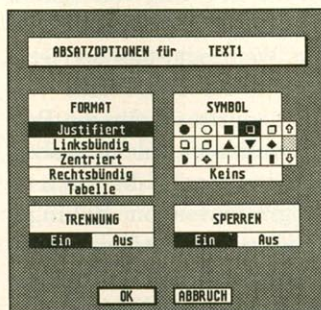 ABSATZOPTIONEN für TEXT1
FORMAT
Justifiert
Linksbündig
Zentriert
Rechtsbündig
Tabelle
SYMBOL
Keins
TRENNUNG
Ein Aus
SPERREN
Ein Aus
OK ABBRUCH